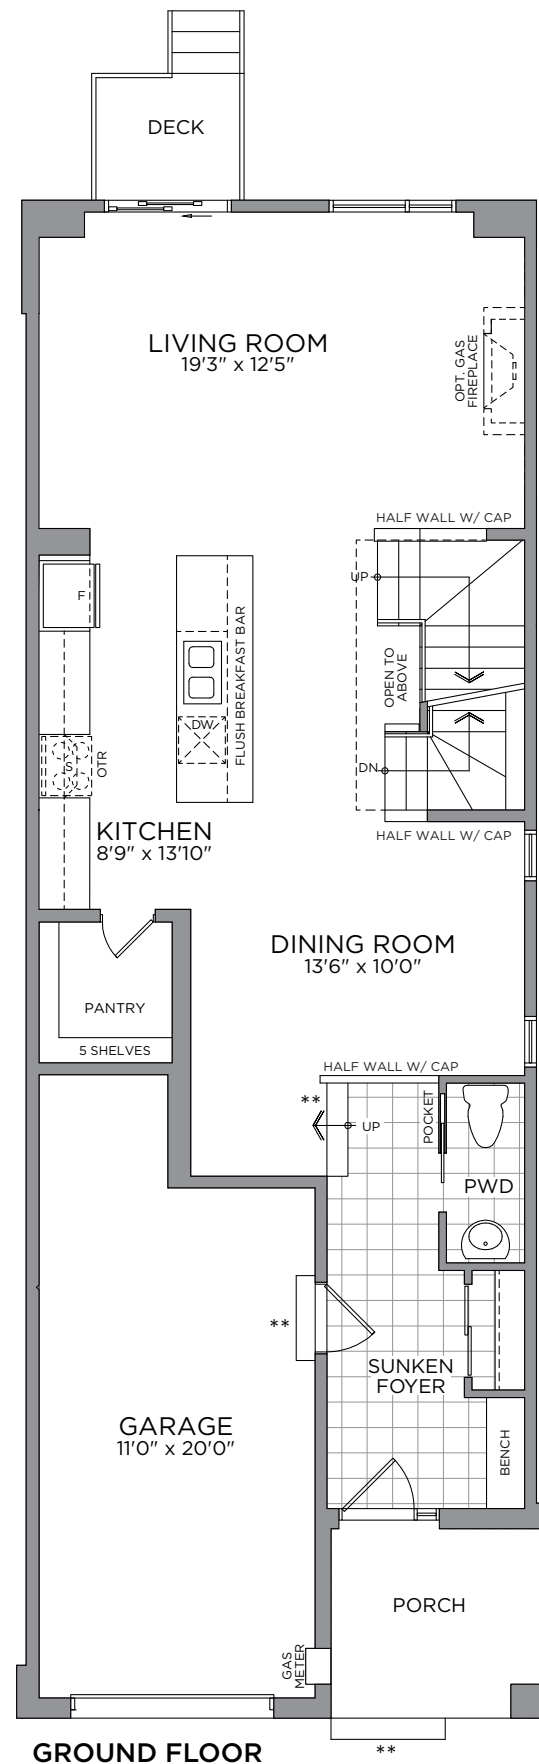 DECK
LIVING ROOM
19'3" x 12'5"
OPT. GAS
FIREPLACE
HALF WALL W/ CAP
UP
F
FLUSH BREAKFAST BAR
OPEN TO
ABOVE
DW
S
OTR
DN
KITCHEN
8'9" x 13'10"
HALF WALL W/ CAP
DINING ROOM
13'6" x 10'0"
PANTRY
5 SHELVES
HALF WALL W/ CAP
**
UP
POCKET
PWD
**
SUNKEN
FOYER
GARAGE
11'0" x 20'0"
BENCH
PORCH
GAS
METER
**
GROUND FLOOR